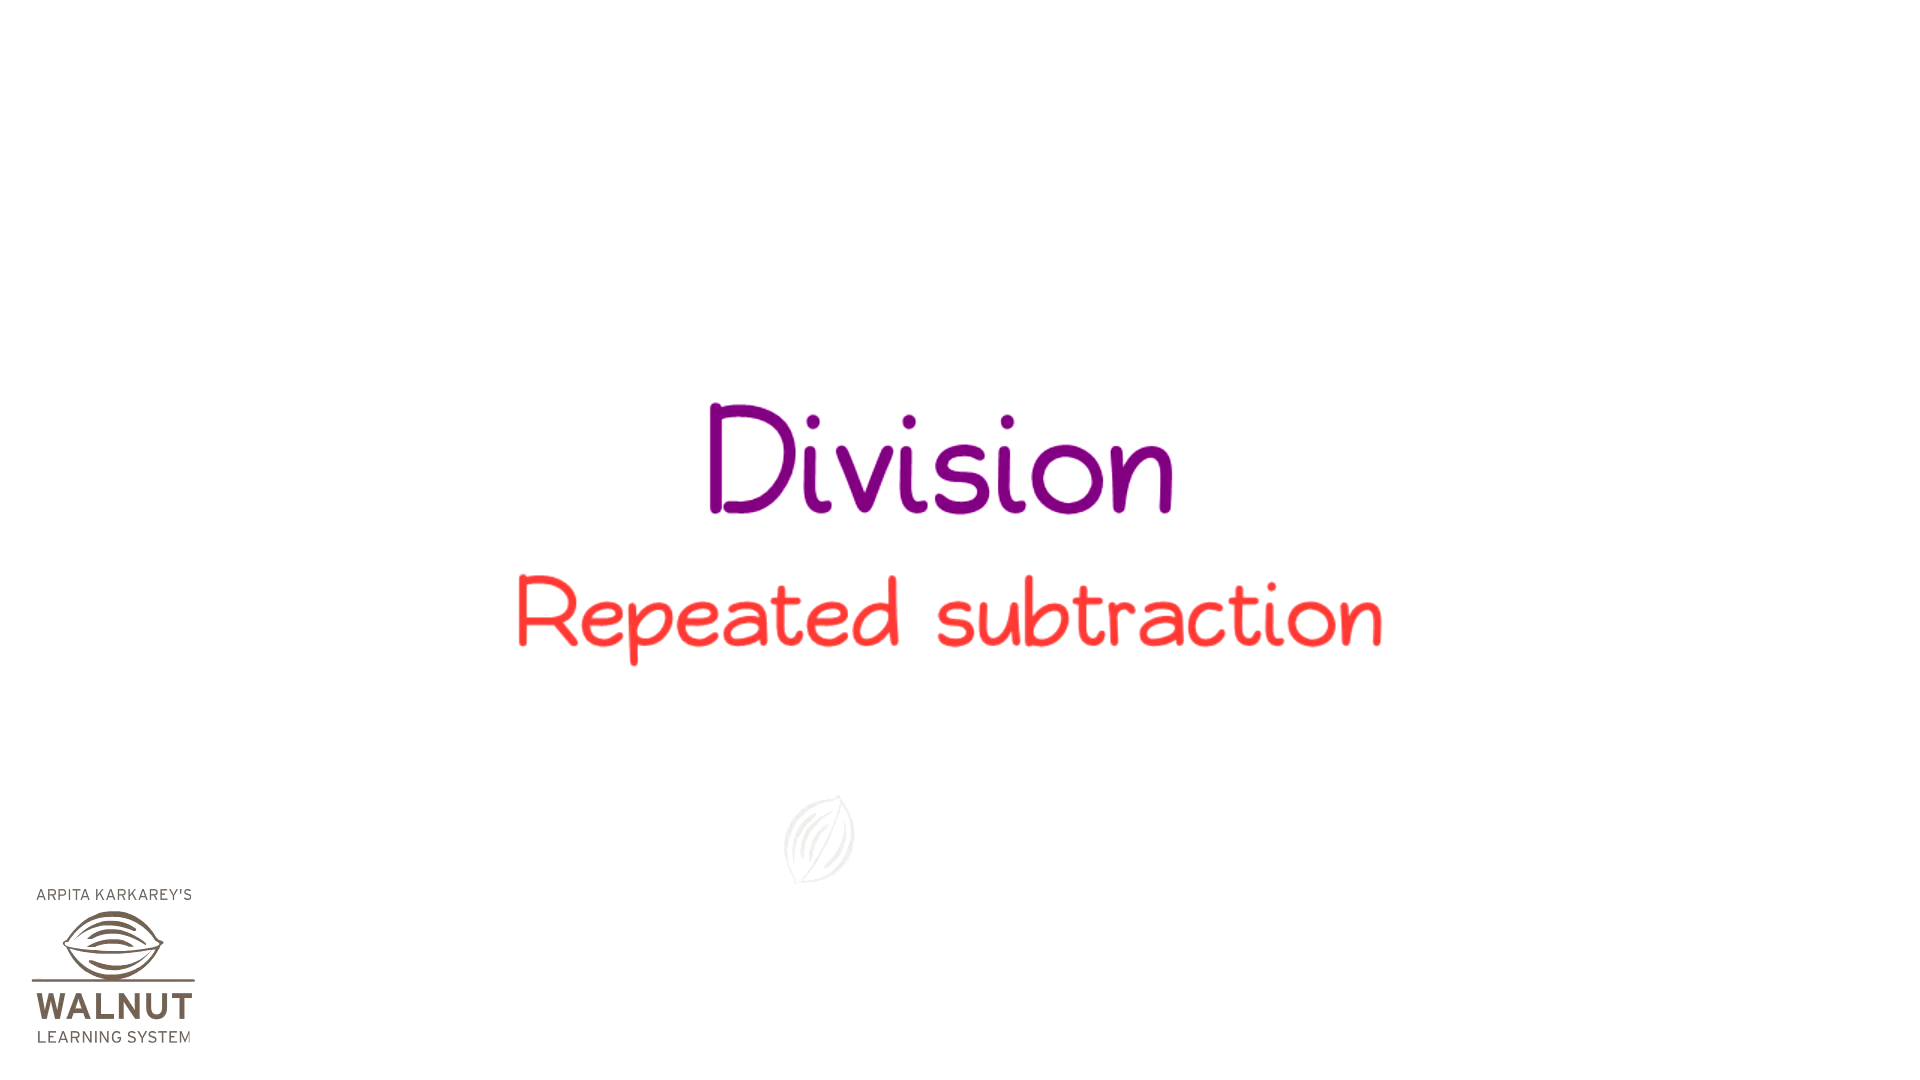 Division
Repeated subtraction
ARPITA KARKAREY'S
WALNUT
LEARNING SYSTEM